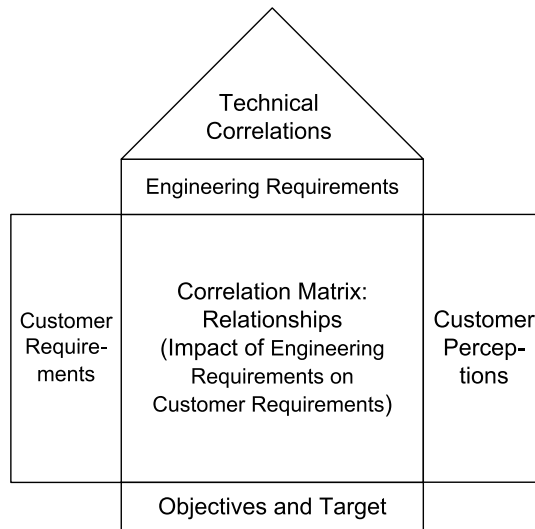 Technical
Correlations
Engineering Requirements
Customer
Require-
ments
Correlation Matrix:
Relationships
(Impact of Engineering
Requirements on
Customer Requirements)
Customer
Percep-
tions
Objectives and Target